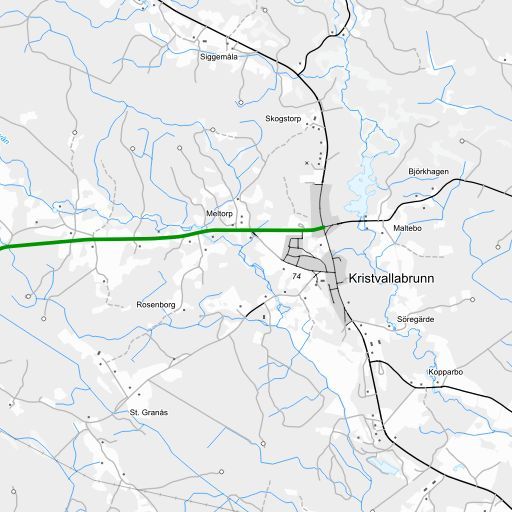 Siggemåla
Skogstorp
Björkhagen
Meltorp
Maltebo
74
Kristvallabrunn
Rosenborg
Söregärde
Kopparbo
St. Granäs